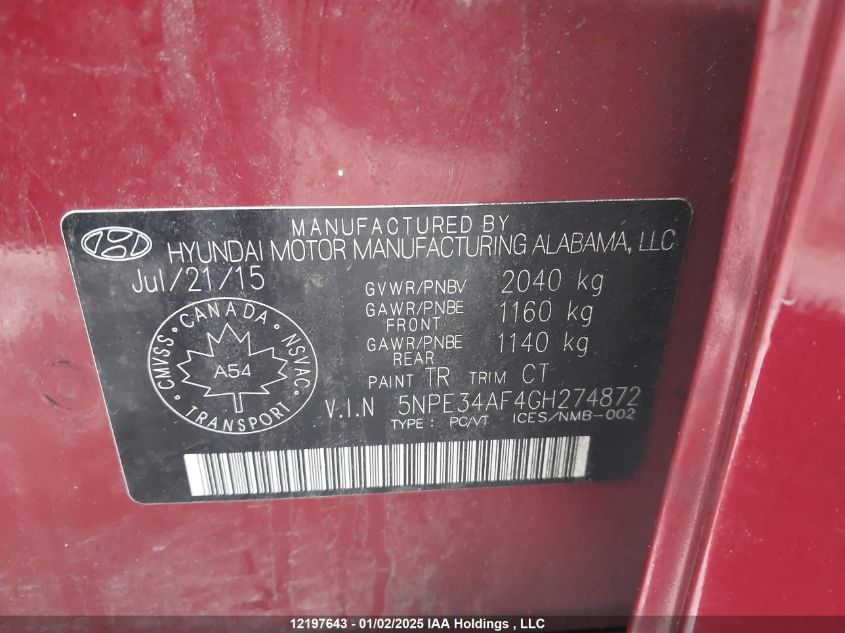 MANUFACTURED BY
HYUNDAI MOTOR MANUFACTURING ALABAMA, LLC
Jul/21/15
GVWR/PNBV 2040 kg
GAWR/PNBE FRONT 1160 kg
GAWR/PNBE REAR 1140 kg
PAINT TR TRIM CT
CMVSS · CANADA · NSVAC · TRANSPORT ·
A54
V.I.N 5NPE34AF4GH274872
TYPE : PC/VT ICES/NMB-002
12197643 - 01/02/2025 IAA Holdings , LLC